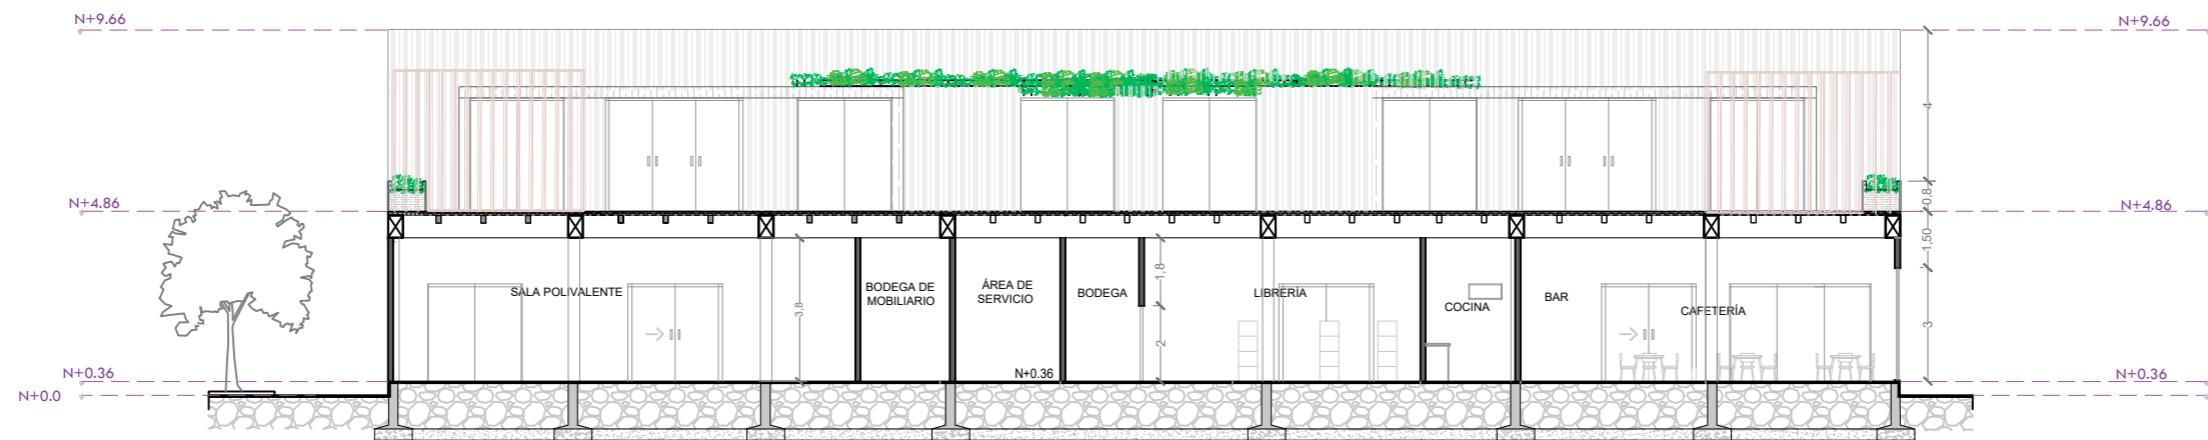 N+9.66
N+9.66
4
0,8
N+4.86
N+4.86
1,50
SALA POLIVALENTE
3,8
BODEGA DE
MOBILIARIO
ÁREA DE
SERVICIO
BODEGA
1,8
2
LIBRERÍA
COCINA
BAR
CAFETERÍA
3
N+0.36
N+0.36
N+0.36
N+0.0